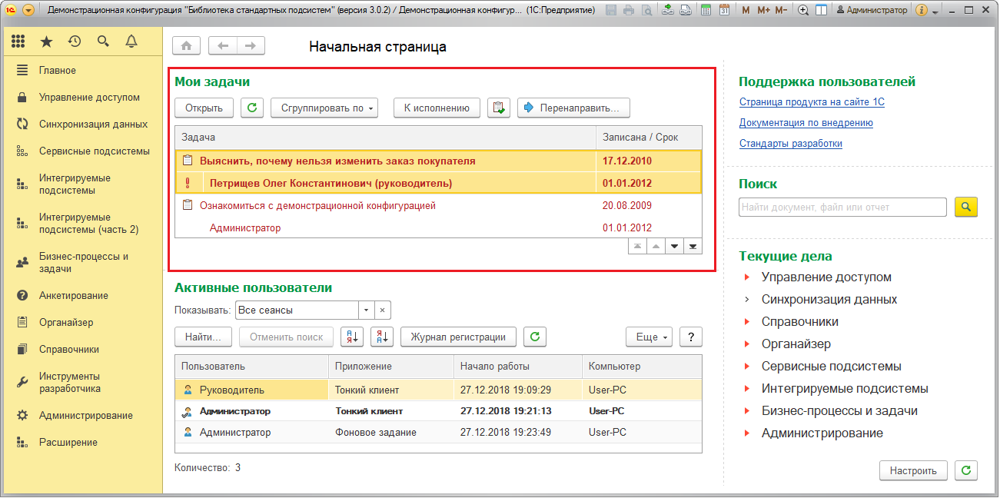 Демонстрационная конфигурация "Библиотека стандартных подсистем" (версия 3.0.2) / Демонстрационная конфигур... (1С:Предприятие)
31 M M+ M- Администратор
Главное
Управление доступом
Синхронизация данных
Сервисные подсистемы
Интегрируемые
подсистемы
Интегрируемые
подсистемы (часть 2)
Бизнес-процессы и
задачи
Анкетирование
Органайзер
Справочники
Инструменты
разработчика
Администрирование
Расширение
Начальная страница
Мои задачи
Открыть Сгруппировать по К исполнению Перенаправить...
Задача Записана / Срок
Выяснить, почему нельзя изменить заказ покупателя 17.12.2010
Петрищев Олег Константинович (руководитель) 01.01.2012
Ознакомиться с демонстрационной конфигурацией 20.08.2009
Администратор 01.01.2012
Активные пользователи
Показывать: Все сеансы ×
Найти... Отменить поиск Журнал регистрации Еще ?
Пользователь Приложение Начало работы Компьютер
Руководитель Тонкий клиент 27.12.2018 19:09:29 User-PC
Администратор Тонкий клиент 27.12.2018 19:21:13 User-PC
Администратор Фоновое задание 27.12.2018 19:23:49 User-PC
Количество: 3
Поддержка пользователей
Страница продукта на сайте 1С
Документация по внедрению
Стандарты разработки
Поиск
Найти документ, файл или отчет
Текущие дела
Управление доступом
Синхронизация данных
Справочники
Органайзер
Сервисные подсистемы
Интегрируемые подсистемы
Бизнес-процессы и задачи
Администрирование
Настроить